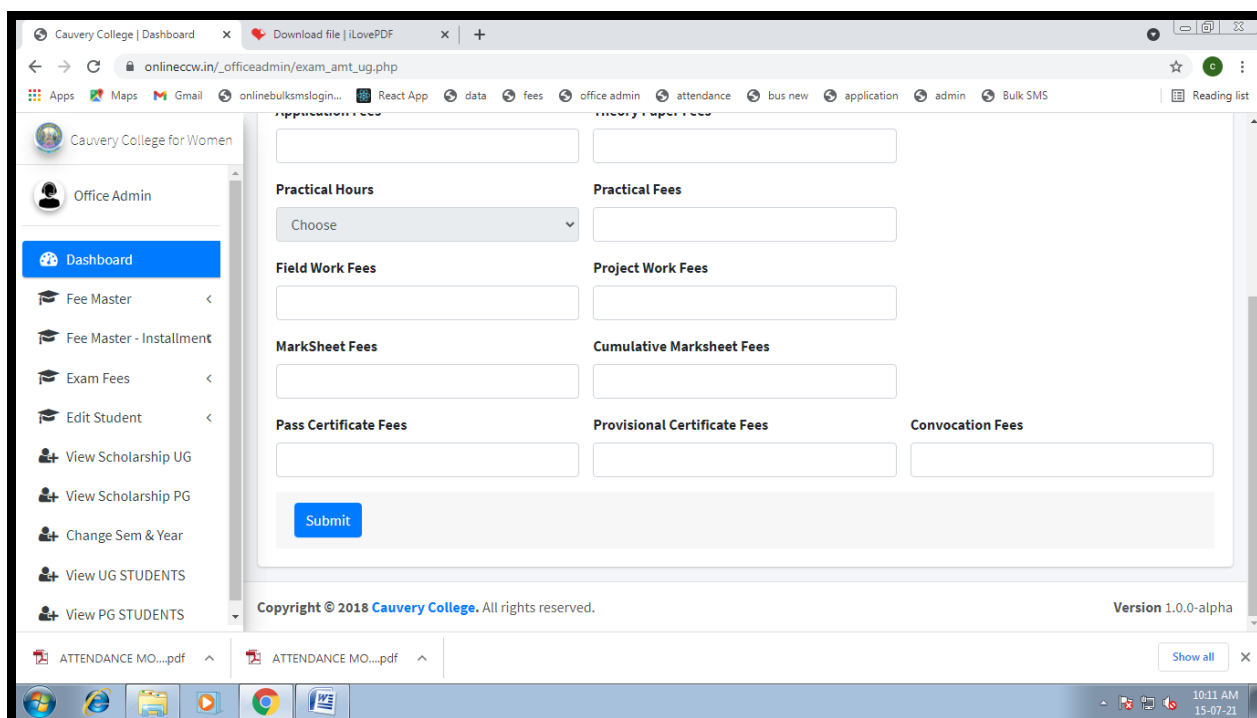 Cauvery College | Dashboard
Download file | iLovePDF
onlineccw.in/_officeadmin/exam_amt_ug.php
Apps Maps Gmail onlinebulksmslogin... React App data fees office admin attendance bus new application admin Bulk SMS Reading list
Cauvery College for Women
Office Admin
Dashboard
Fee Master
Fee Master - Installment
Exam Fees
Edit Student
View Scholarship UG
View Scholarship PG
Change Sem & Year
View UG STUDENTS
View PG STUDENTS
Application Fees Theory Paper Fees
Practical Hours Practical Fees
Choose
Field Work Fees Project Work Fees
MarkSheet Fees Cumulative Marksheet Fees
Pass Certificate Fees Provisional Certificate Fees Convocation Fees
Submit
Copyright © 2018 Cauvery College. All rights reserved. Version 1.0.0-alpha
ATTENDANCE MO....pdf ATTENDANCE MO....pdf Show all
10:11 AM
15-07-21